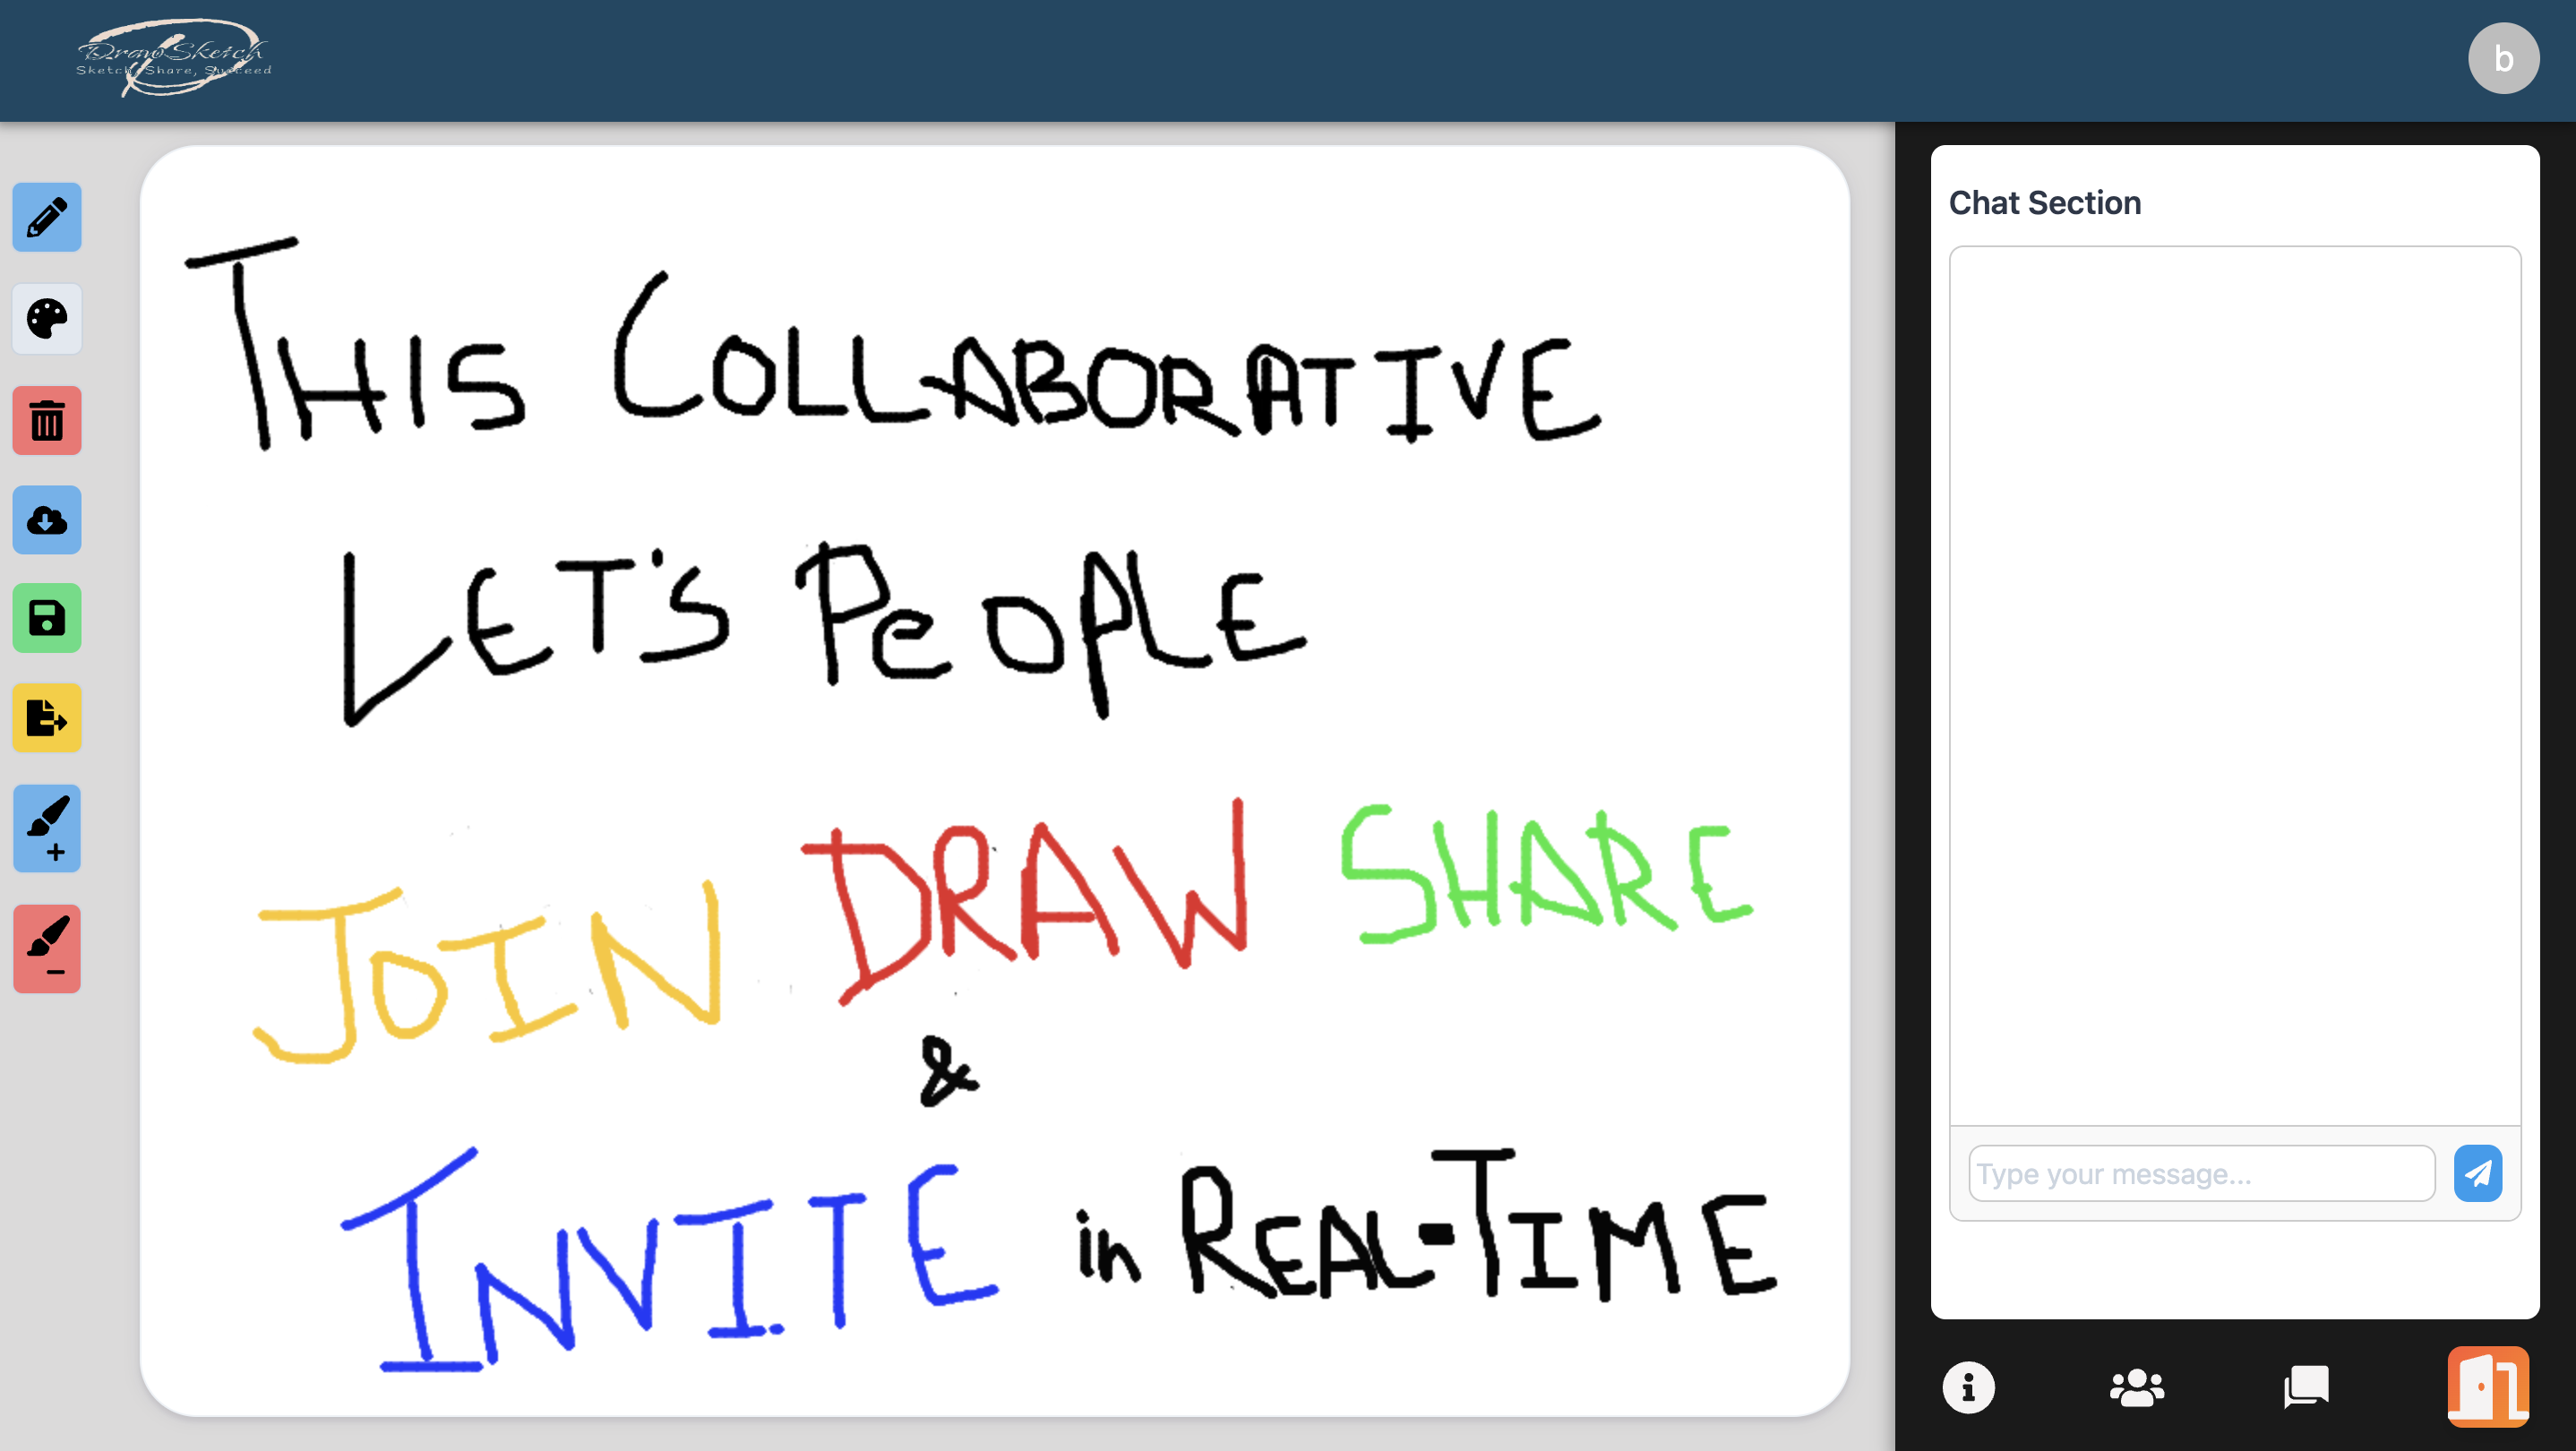 DrawSketch
Sketch, Share, Succeed
b
THIS COLLABORATIVE
LET'S PeOPLE
JOIN DRAW SHARE
&
INVITE in REAL-TIME
Chat Section
Type your message...